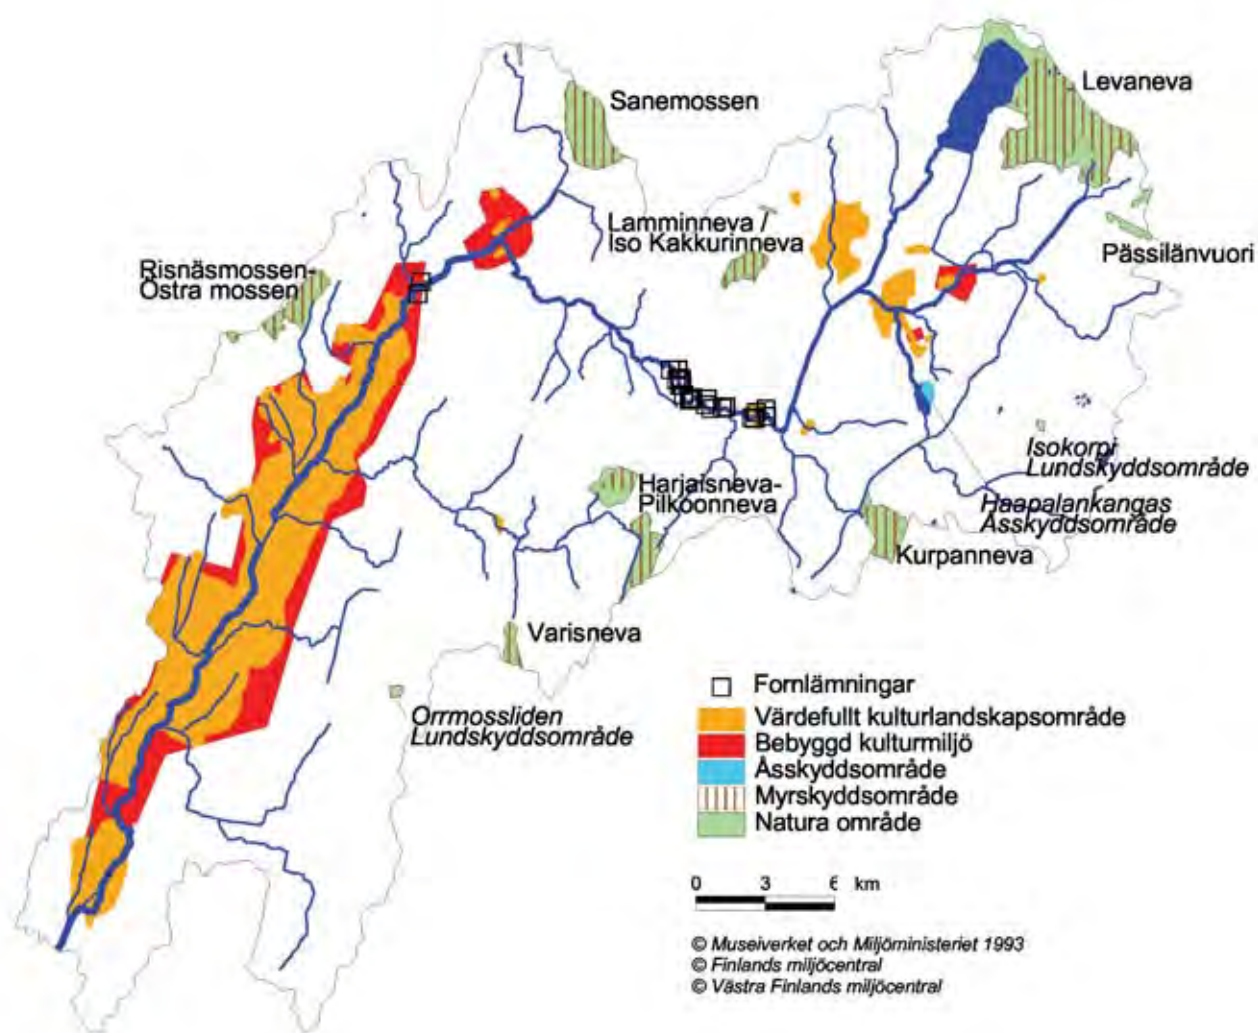 Sanemossen
Levaneva
Lamminneva /
Iso Kakkurinneva
Pässilänvuori
Risnäsmossen-
Östra mossen
Isokorpi
Lundskyddsområde
Harjaisneva-
Pilkoonneva
Haapalankangas
Åsskyddsområde
Kurpanneva
Varisneva
Orrmossliden
Lundskyddsområde
Fornlämningar
Värdefullt kulturlandskapsområde
Bebyggd kulturmiljö
Åsskyddsområde
Myrskyddsområde
Natura område
0 3 6 km
© Museiverket och Miljöministeriet 1993
© Finlands miljöcentral
© Västra Finlands miljöcentral